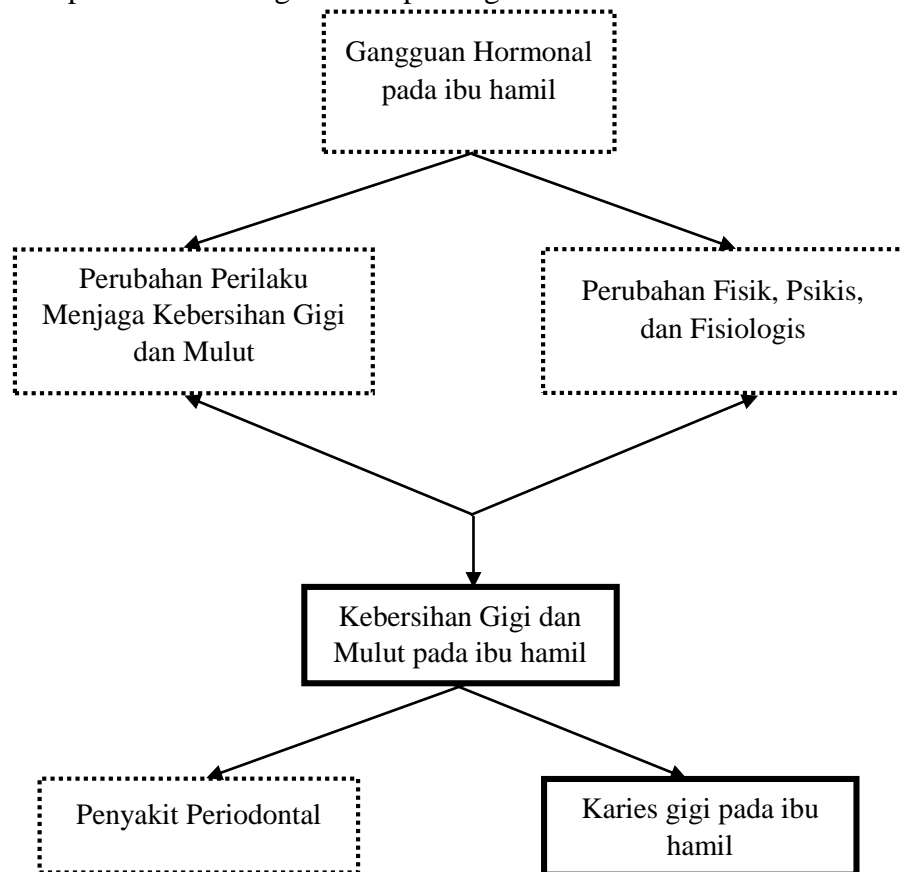 Gangguan Hormonal
pada ibu hamil
Perubahan Perilaku
Menjaga Kebersihan Gigi
dan Mulut
Perubahan Fisik, Psikis,
dan Fisiologis
Kebersihan Gigi dan
Mulut pada ibu hamil
Penyakit Periodontal
Karies gigi pada ibu
hamil